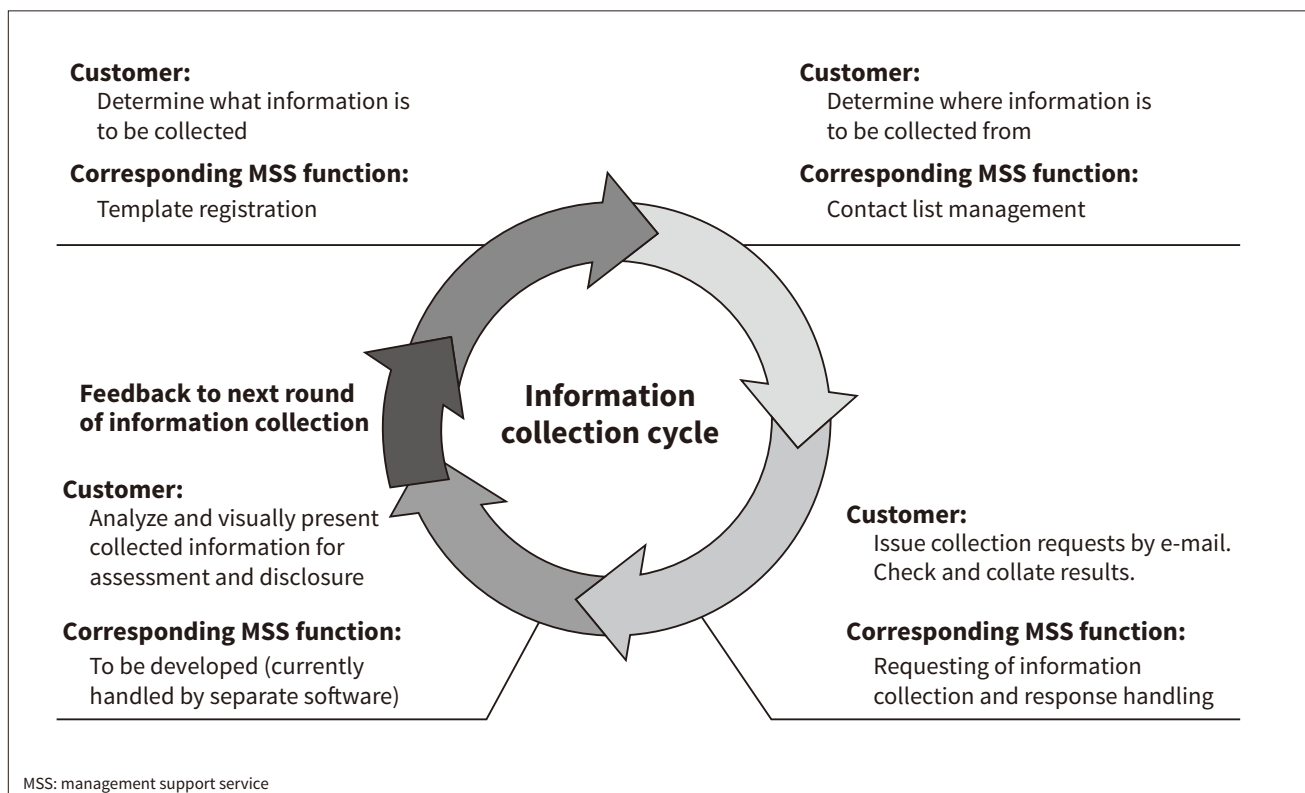 Customer:
Determine what information is
to be collected
Corresponding MSS function:
Template registration
Customer:
Determine where information is
to be collected from
Corresponding MSS function:
Contact list management
Information
collection cycle
Feedback to next round
of information collection
Customer:
Analyze and visually present
collected information for
assessment and disclosure
Corresponding MSS function:
To be developed (currently
handled by separate software)
Customer:
Issue collection requests by e-mail.
Check and collate results.
Corresponding MSS function:
Requesting of information
collection and response handling
MSS: management support service